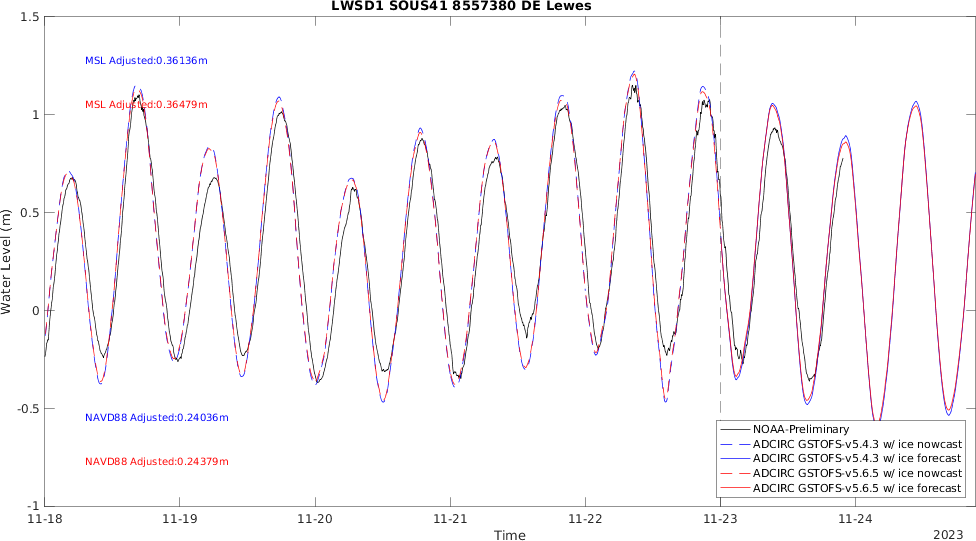 LWSD1 SOUS41 8557380 DE Lewes
1.5
1
0.5
0
-0.5
-1
Water Level (m)
MSL Adjusted:0.36136m
MSL Adjusted:0.36479m
NAVD88 Adjusted:0.24036m
NAVD88 Adjusted:0.24379m
NOAA-Preliminary
ADCIRC GSTOFS-v5.4.3 w/ ice nowcast
ADCIRC GSTOFS-v5.4.3 w/ ice forecast
ADCIRC GSTOFS-v5.6.5 w/ ice nowcast
ADCIRC GSTOFS-v5.6.5 w/ ice forecast
11-18 11-19 11-20 11-21 11-22 11-23 11-24
Time
2023